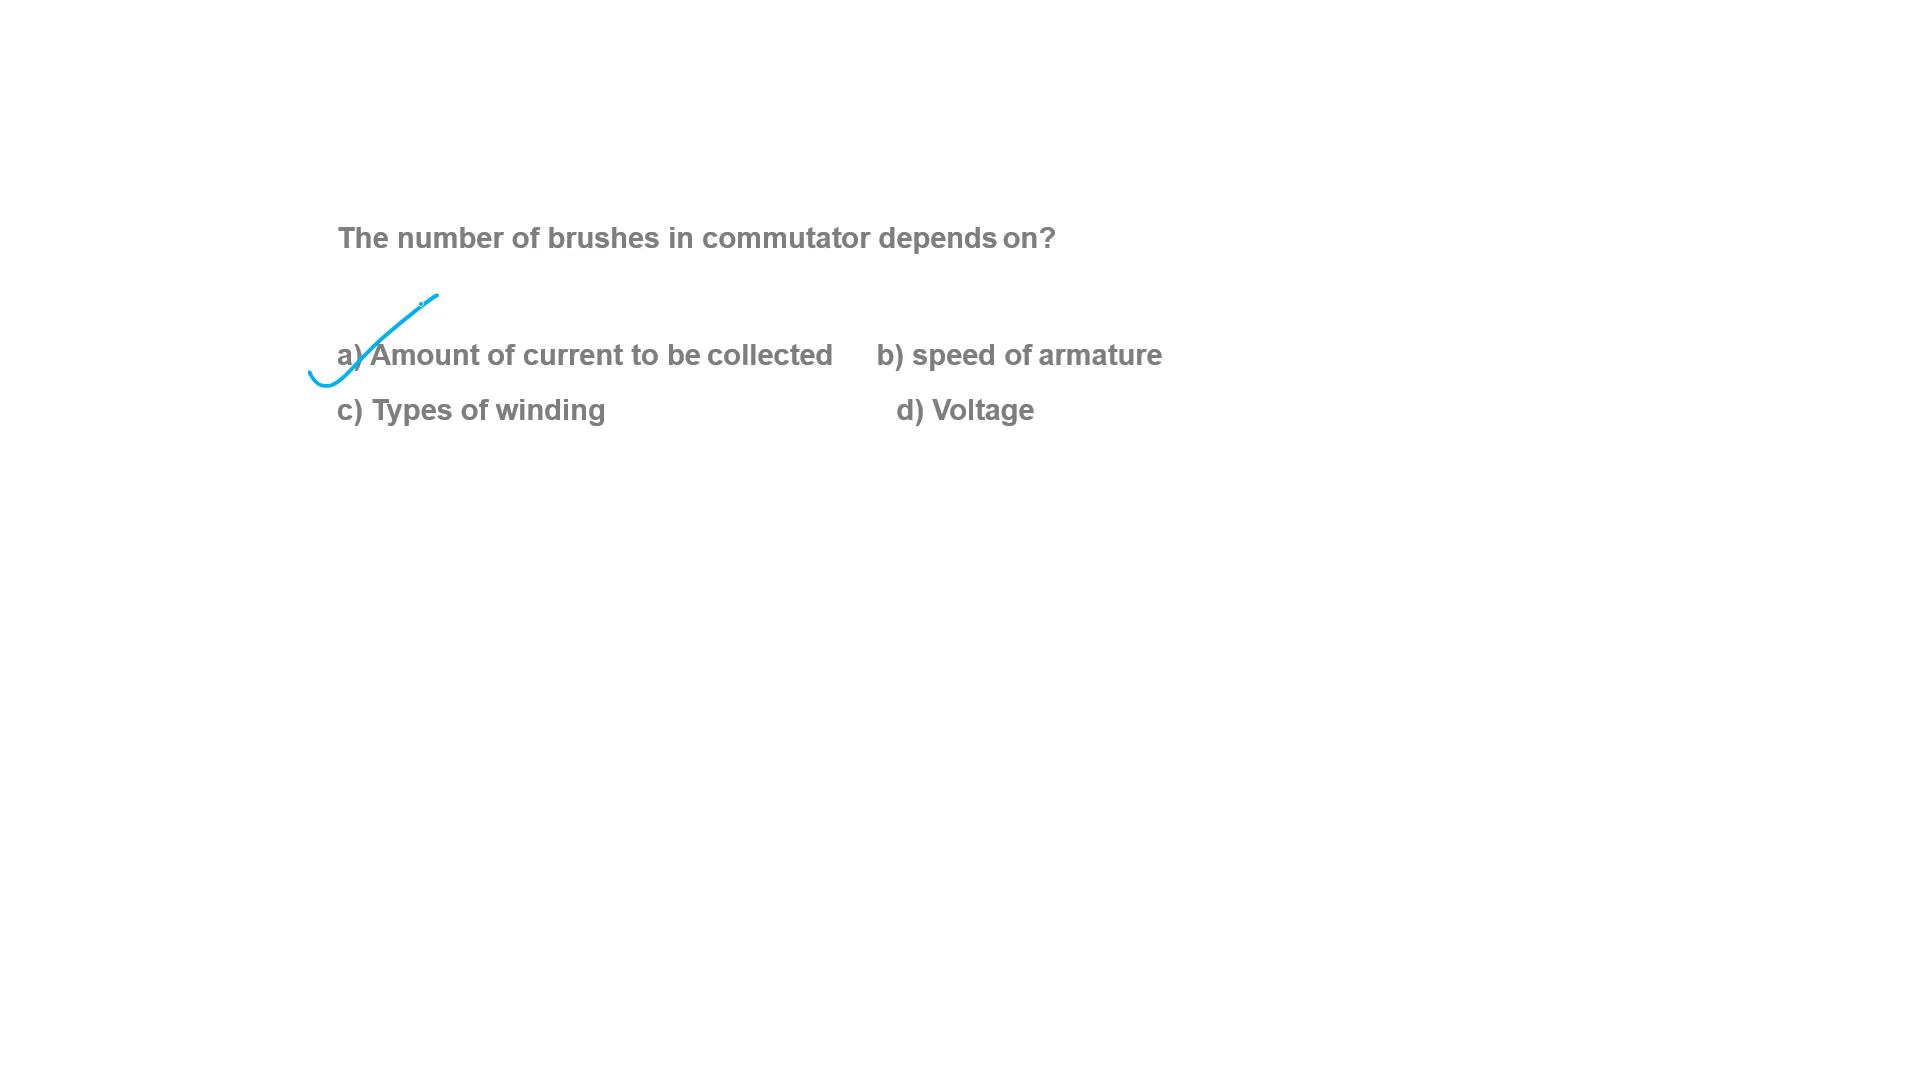 The number of brushes in commutator depends on?
a) Amount of current to be collected b) speed of armature
c) Types of winding d) Voltage